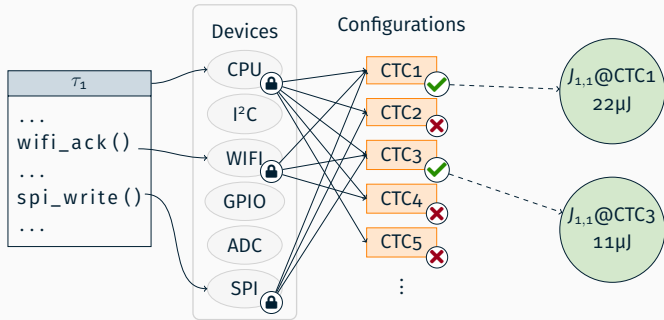 τ₁
...
wifi_ack()
...
spi_write()
...
Devices
CPU
I²C
WIFI
GPIO
ADC
SPI
Configurations
CTC1
CTC2
CTC3
CTC4
CTC5
⋮
J₁,₁@CTC1
22µJ
J₁,₁@CTC3
11µJ